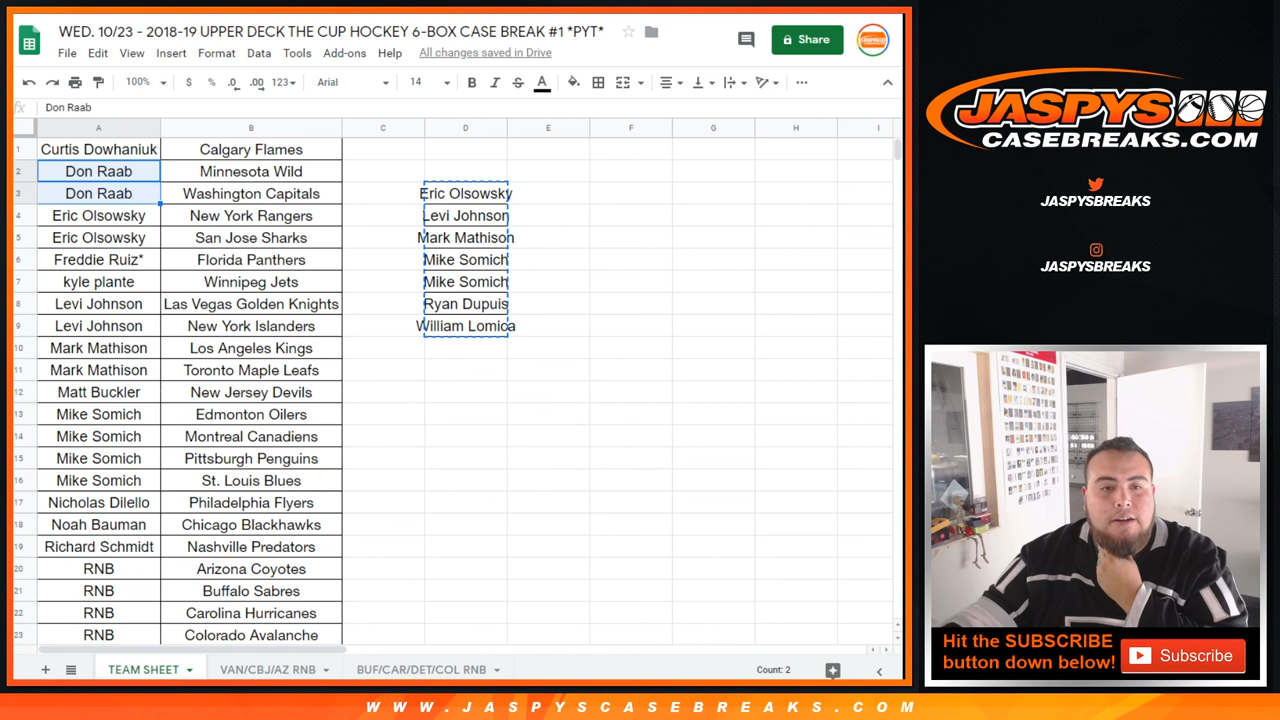 WED. 10/23 - 2018-19 UPPER DECK THE CUP HOCKEY 6-BOX CASE BREAK #1 *PYT*
File Edit View Insert Format Data Tools Add-ons Help All changes saved in Drive
Share
100% $ % .0 .00 123 Arial 14 B I S A
fx Don Raab
A B C D E F G H I
1 Curtis Dowhaniuk Calgary Flames
2 Don Raab Minnesota Wild
3 Don Raab Washington Capitals Eric Olsowsky
4 Eric Olsowsky New York Rangers Levi Johnson
5 Eric Olsowsky San Jose Sharks Mark Mathison
6 Freddie Ruiz* Florida Panthers Mike Somich
7 kyle plante Winnipeg Jets Mike Somich
8 Levi Johnson Las Vegas Golden Knights Ryan Dupuis
9 Levi Johnson New York Islanders William Lomica
10 Mark Mathison Los Angeles Kings
11 Mark Mathison Toronto Maple Leafs
12 Matt Buckler New Jersey Devils
13 Mike Somich Edmonton Oilers
14 Mike Somich Montreal Canadiens
15 Mike Somich Pittsburgh Penguins
16 Mike Somich St. Louis Blues
17 Nicholas Dilello Philadelphia Flyers
18 Noah Bauman Chicago Blackhawks
19 Richard Schmidt Nashville Predators
20 RNB Arizona Coyotes
21 RNB Buffalo Sabres
22 RNB Carolina Hurricanes
23 RNB Colorado Avalanche
TEAM SHEET VAN/CBJ/AZ RNB BUF/CAR/DET/COL RNB Count: 2
JASPYS
CASEBREAKS.COM
JASPYSBREAKS
JASPYSBREAKS
Hit the SUBSCRIBE
button down below!
Subscribe
WWW.JASPYSCASEBREAKS.COM